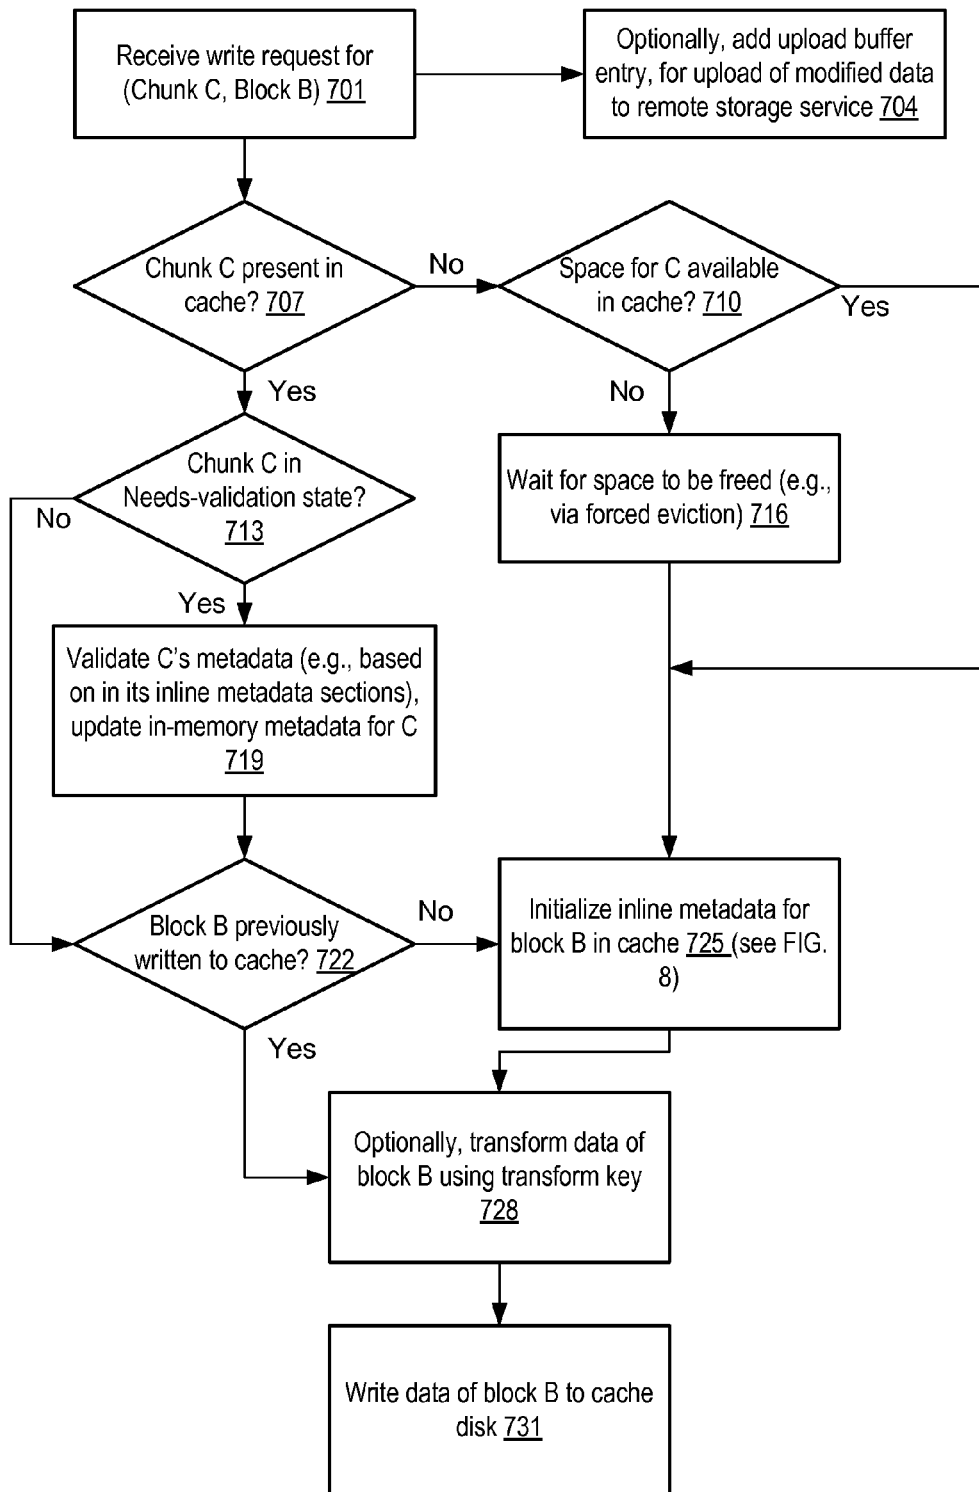 Receive write request for
(Chunk C, Block B) 701
Optionally, add upload buffer
entry, for upload of modified data
to remote storage service 704
Chunk C present in
cache? 707
No
Space for C available
in cache? 710
Yes
Yes
No
Chunk C in
Needs-validation state?
713
No
Wait for space to be freed (e.g.,
via forced eviction) 716
Yes
Validate C's metadata (e.g., based
on in its inline metadata sections),
update in-memory metadata for C
719
Block B previously
written to cache? 722
No
Initialize inline metadata for
block B in cache 725 (see FIG.
8)
Yes
Optionally, transform data of
block B using transform key
728
Write data of block B to cache
disk 731